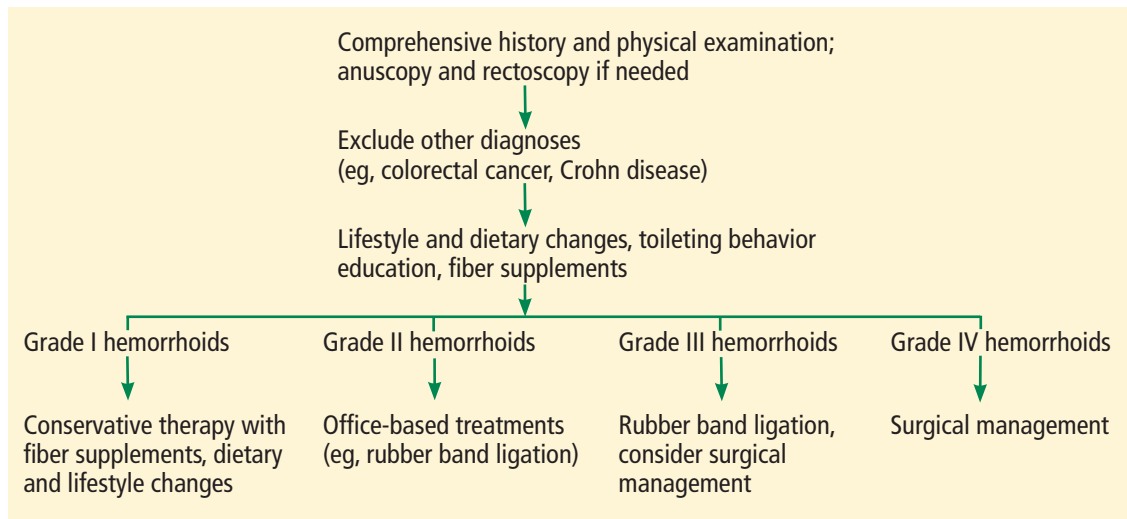 Comprehensive history and physical examination;
anuscopy and rectoscopy if needed
Exclude other diagnoses
(eg, colorectal cancer, Crohn disease)
Lifestyle and dietary changes, toileting behavior
education, fiber supplements
Grade I hemorrhoids
Conservative therapy with
fiber supplements, dietary
and lifestyle changes
Grade II hemorrhoids
Office-based treatments
(eg, rubber band ligation)
Grade III hemorrhoids
Rubber band ligation,
consider surgical
management
Grade IV hemorrhoids
Surgical management